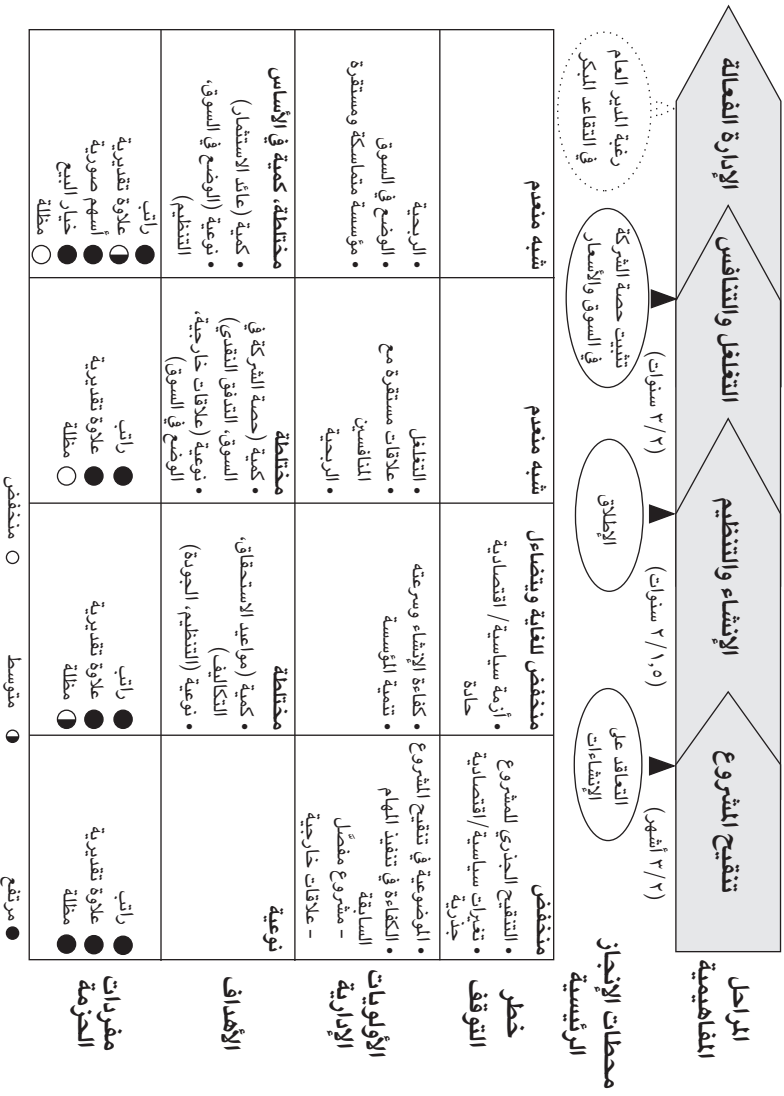 المراحل
المفاهيمية
تنقيح المشروع
الإنشاء والتنظيم
التغلغل والتنافس
الإدارة الفعالة
محطات الإنجاز
الرئيسية
(٣/٢ أشهر)
التعاقد على
الإنشاءات
(٢/١,٥ سنوات)
الإطلاق
(٣/٢ سنوات)
تثبيت حصة الشركة
في السوق والأسعار
رغبة المدير العام
في التقاعد المبكر
خطر
التوقف
منخفض
• التنقيح الجذري للمشروع
• تغيرات سياسية/اقتصادية
جذرية
منخفض للغاية ويتضاءل
• أزمة سياسية/ اقتصادية
حادة
شبه منعدم
شبه منعدم
الأولويات
الإدارية
• الموضوعية في تنقيح المشروع
• الكفاءة في تنفيذ المهام
السابقة
– مشروع مفصَّل
– علاقات خارجية
• كفاءة الإنشاء وسرعته
• تنمية المؤسسة
• التغلغل
• علاقات مستقرة مع
المنافسين
• الربحية
• الربحية
• الوضع في السوق
• مؤسسة متماسكة ومستقرة
الأهداف
نوعية
مختلطة
• كمية (مواعيد الاستحقاق،
التكاليف)
• نوعية (التنظيم، الجودة)
مختلطة
• كمية (حصة الشركة في
السوق، التدفق النقدي)
• نوعية (علاقات خارجية،
الوضع في السوق)
مختلطة، كمية في الأساس
• كمية (عائد الاستثمار)
• نوعية (الوضع في السوق،
التنظيم)
مفردات
الحزمة
راتب ●
علاوة تقديرية ●
مظلة ●
راتب ●
علاوة تقديرية ●
مظلة ◒
راتب ●
علاوة تقديرية ●
مظلة ○
راتب ●
علاوة تقديرية ◒
أسهم صورية ●
خيار البيع ●
مظلة ○
● مرتفع ◒ متوسط ○ منخفض